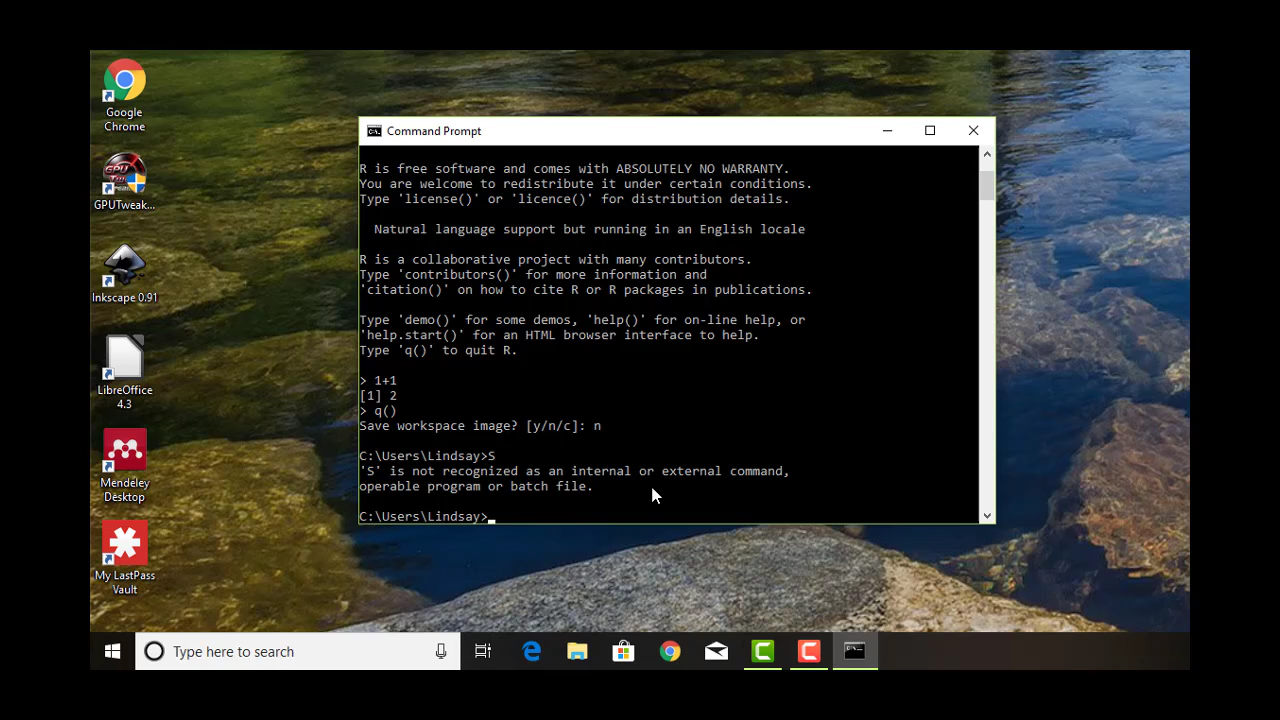 Google
Chrome
GPUTweak...
Inkscape 0.91
LibreOffice
4.3
Mendeley
Desktop
My LastPass
Vault
Command Prompt
R is free software and comes with ABSOLUTELY NO WARRANTY.
You are welcome to redistribute it under certain conditions.
Type 'license()' or 'licence()' for distribution details.
Natural language support but running in an English locale
R is a collaborative project with many contributors.
Type 'contributors()' for more information and
'citation()' on how to cite R or R packages in publications.
Type 'demo()' for some demos, 'help()' for on-line help, or
'help.start()' for an HTML browser interface to help.
Type 'q()' to quit R.
> 1+1
[1] 2
> q()
Save workspace image? [y/n/c]: n
C:\Users\Lindsay>S
'S' is not recognized as an internal or external command,
operable program or batch file.
C:\Users\Lindsay>
Type here to search